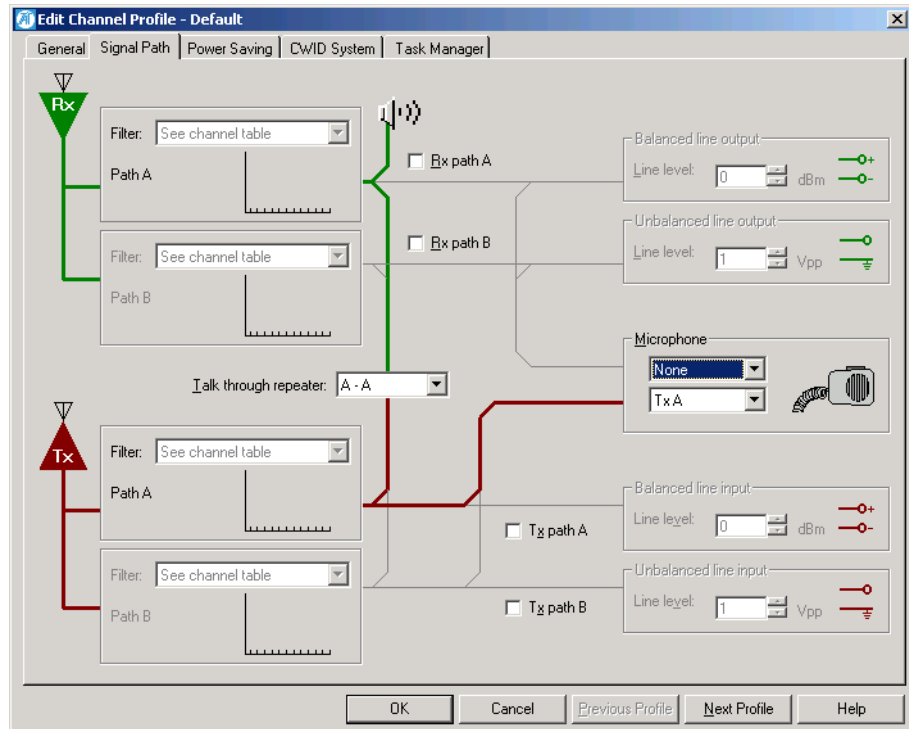 Edit Channel Profile - Default
General Signal Path Power Saving CWID System Task Manager
Rx
Filter: See channel table
Path A
Rx path A
Balanced line output
Line level: 0 dBm
Filter: See channel table
Path B
Rx path B
Unbalanced line output
Line level: 1 Vpp
Talk through repeater: A - A
Microphone
None
Tx A
Tx
Filter: See channel table
Path A
Tx path A
Balanced line input
Line level: 0 dBm
Filter: See channel table
Path B
Tx path B
Unbalanced line input
Line level: 1 Vpp
OK Cancel Previous Profile Next Profile Help